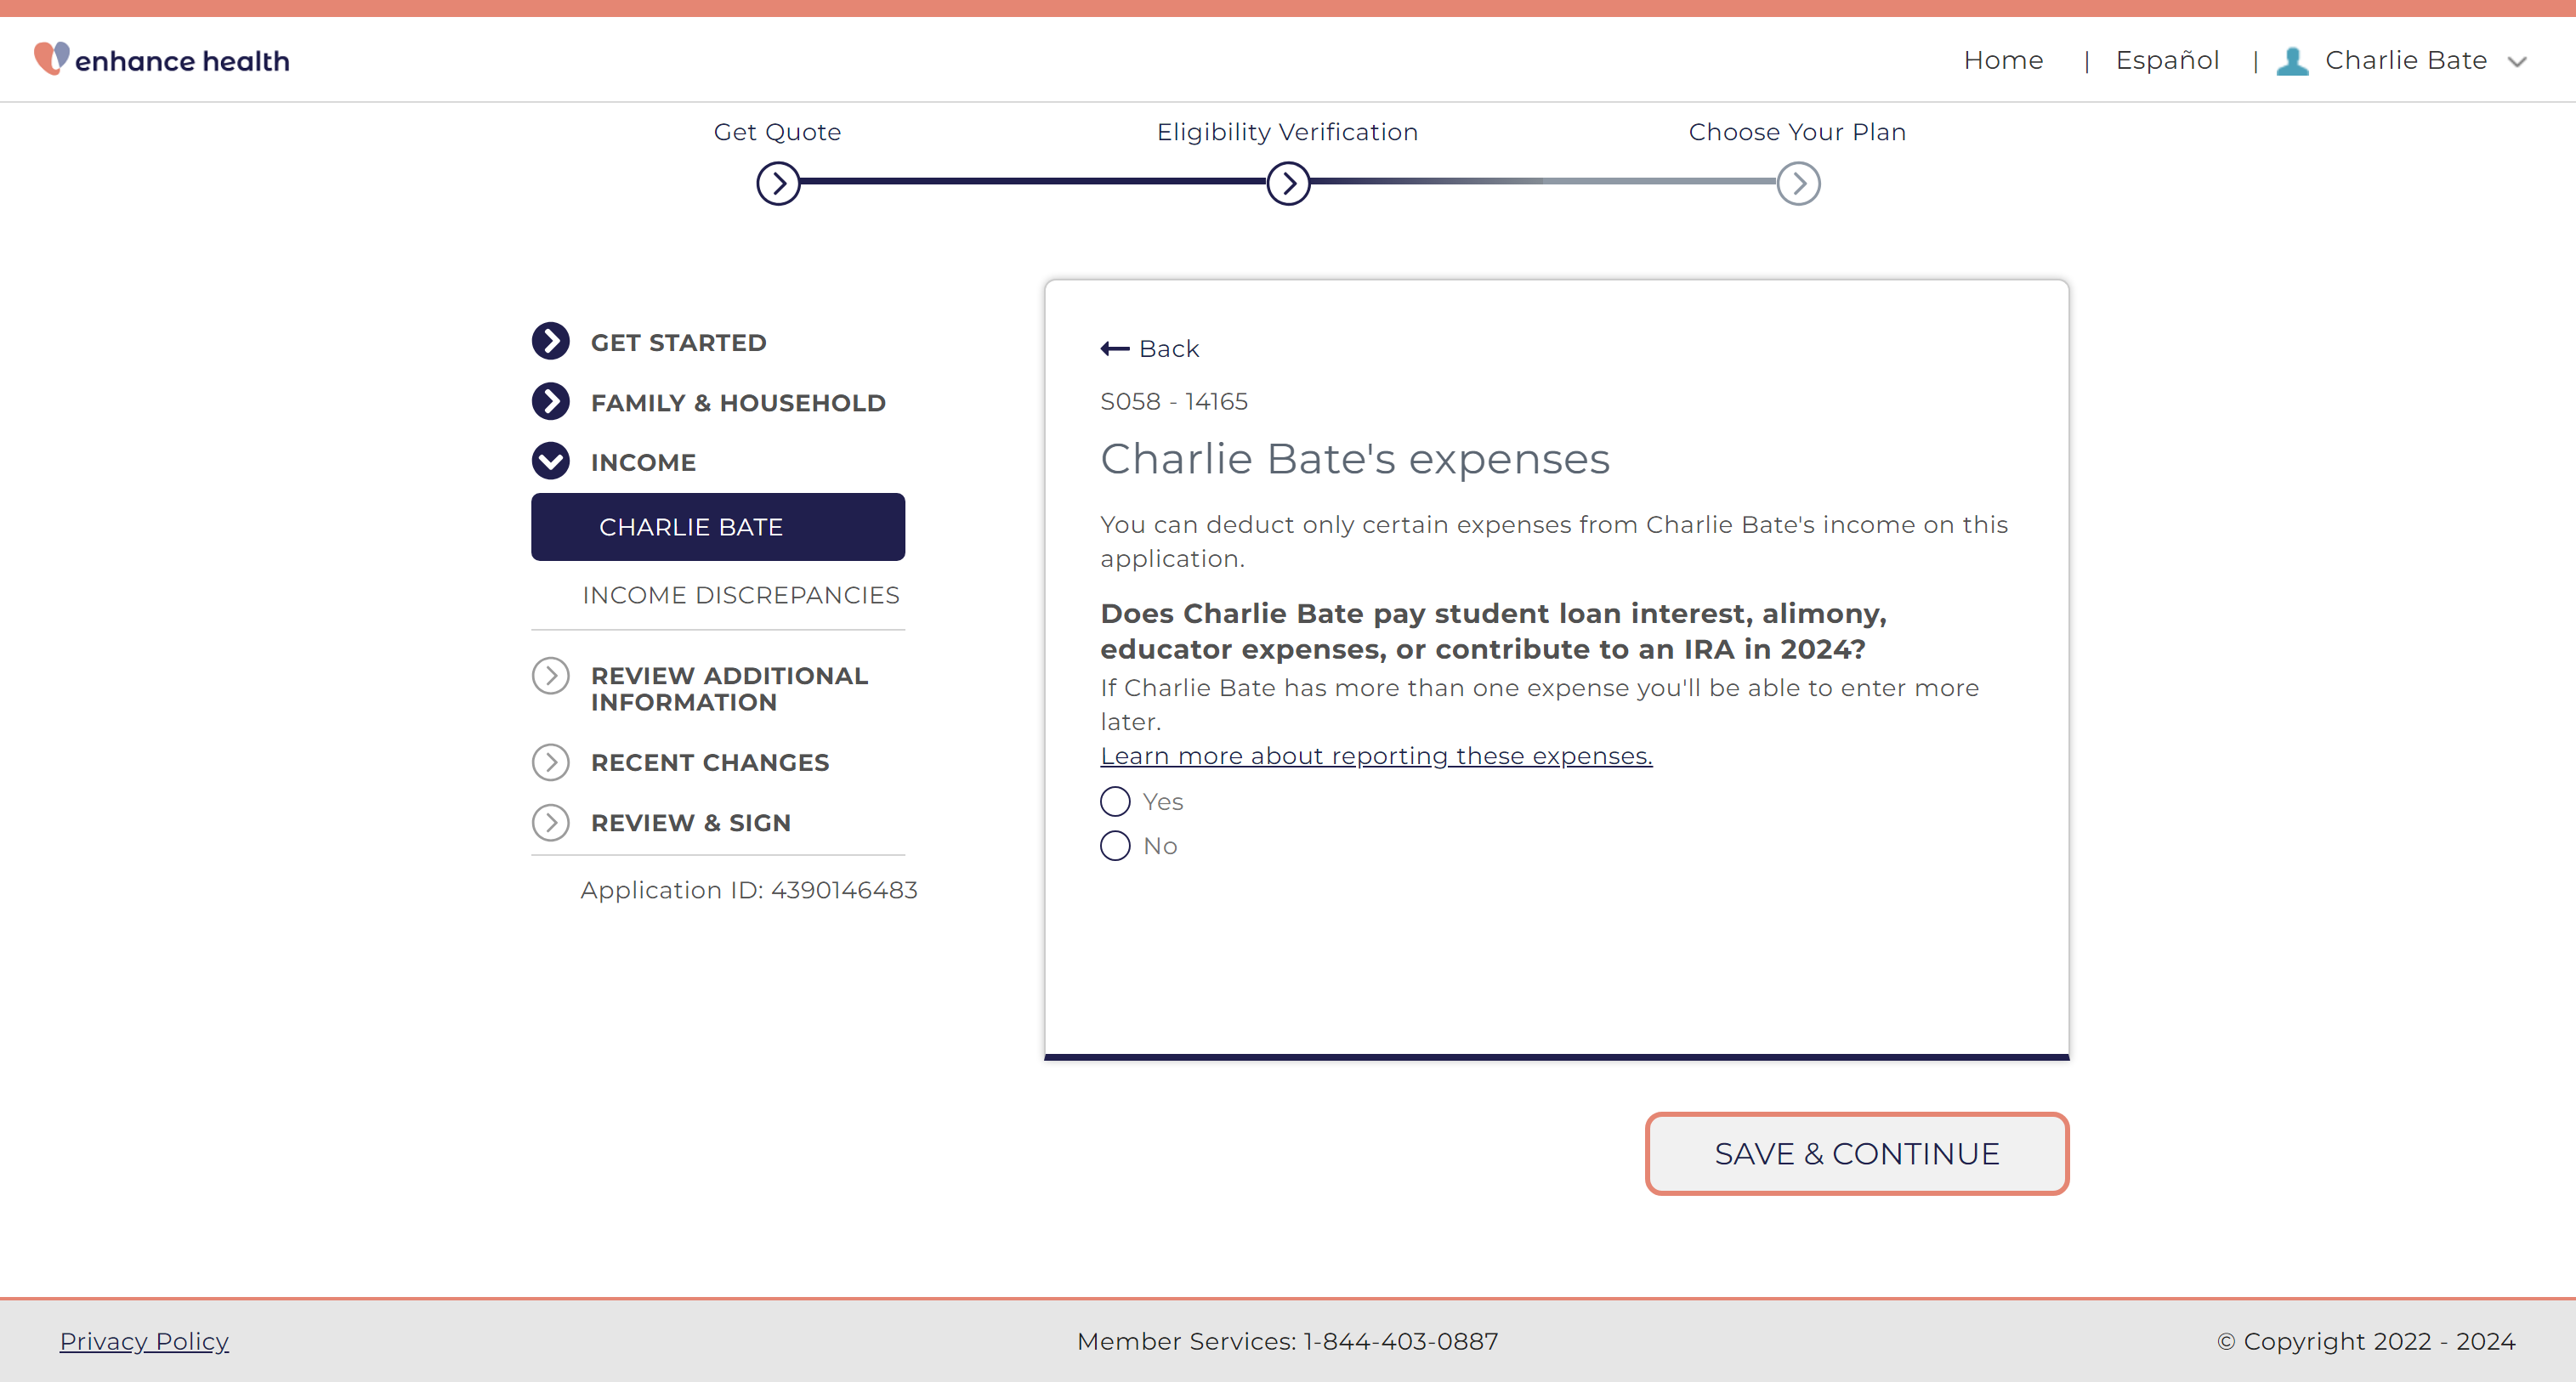 enhance health
Home | Español | Charlie Bate
Get Quote
Eligibility Verification
Choose Your Plan
GET STARTED
FAMILY & HOUSEHOLD
INCOME
CHARLIE BATE
INCOME DISCREPANCIES
REVIEW ADDITIONAL
INFORMATION
RECENT CHANGES
REVIEW & SIGN
Application ID: 4390146483
Back
S058 - 14165
Charlie Bate's expenses
You can deduct only certain expenses from Charlie Bate's income on this
application.
Does Charlie Bate pay student loan interest, alimony,
educator expenses, or contribute to an IRA in 2024?
If Charlie Bate has more than one expense you'll be able to enter more
later.
Learn more about reporting these expenses.
Yes
No
SAVE & CONTINUE
Privacy Policy
Member Services: 1-844-403-0887
© Copyright 2022 - 2024